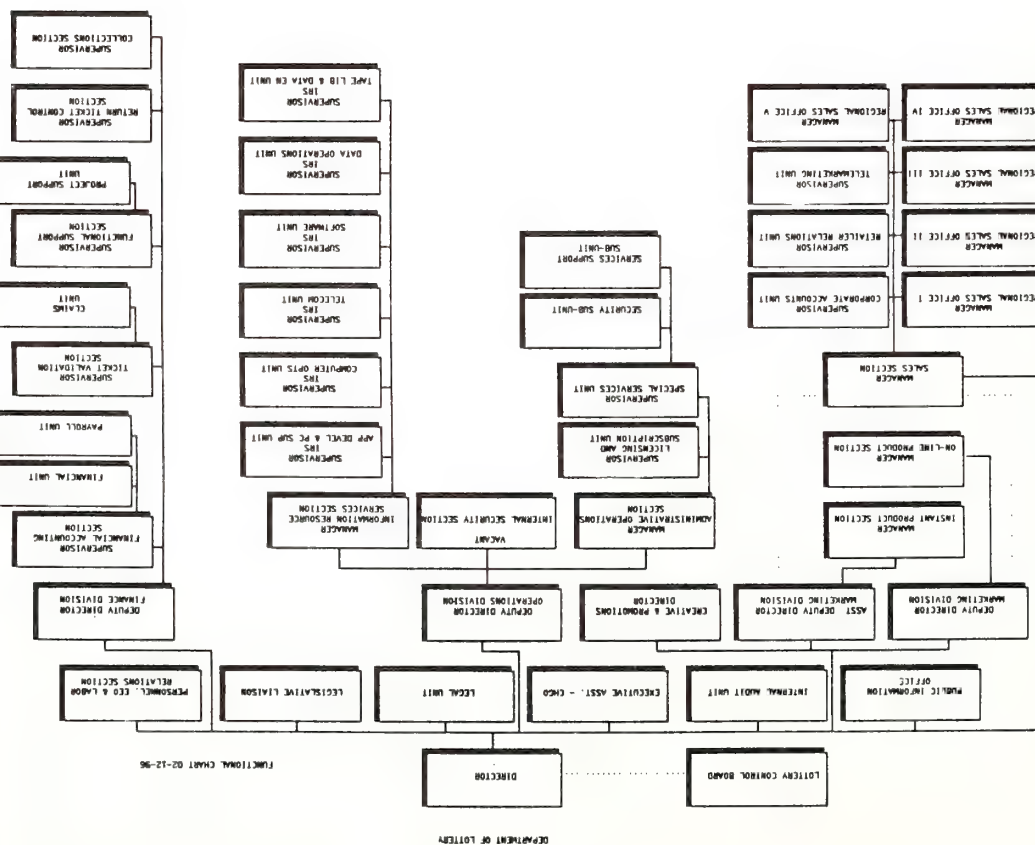 DEPARTMENT OF LOTTERY
LOTTERY CONTROL BOARD
DIRECTOR
FUNCTIONAL CHART 02-12-96
PUBLIC INFORMATION
OFFICE
INTERNAL AUDIT UNIT
EXECUTIVE ASST. - CHGO
LEGAL UNIT
LEGISLATIVE LIAISON
PERSONNEL, EEO & LABOR
RELATIONS SECTION
DEPUTY DIRECTOR
MARKETING DIVISION
ASST DEPUTY DIRECTOR
MARKETING DIVISION
CREATIVE & PROMOTIONS
DIRECTOR
DEPUTY DIRECTOR
OPERATIONS DIVISION
DEPUTY DIRECTOR
FINANCE DIVISION
MANAGER
INSTANT PRODUCT SECTION
MANAGER
ON-LINE PRODUCT SECTION
MANAGER
SALES SECTION
MANAGER
REGIONAL SALES OFFICE I
SUPERVISOR
CORPORATE ACCOUNTS UNIT
MANAGER
REGIONAL SALES OFFICE II
SUPERVISOR
RETAILER RELATIONS UNIT
MANAGER
REGIONAL SALES OFFICE III
SUPERVISOR
TELEMARKETING UNIT
MANAGER
REGIONAL SALES OFFICE IV
MANAGER
REGIONAL SALES OFFICE V
MANAGER
ADMINISTRATIVE OPERATIONS
SECTION
SUPERVISOR
LICENSING AND
SUBSCRIPTION UNIT
SUPERVISOR
SPECIAL SERVICES UNIT
SECURITY SUB-UNIT
SERVICES SUPPORT
SUB-UNIT
VACANT
INTERNAL SECURITY SECTION
MANAGER
INFORMATION RESOURCE
SERVICES SECTION
SUPERVISOR
IRS
APP DEVEL & PC SUP UNIT
SUPERVISOR
IRS
COMPUTER OPTS UNIT
SUPERVISOR
IRS
TELECOM UNIT
SUPERVISOR
IRS
SOFTWARE UNIT
SUPERVISOR
IRS
DATA OPERATIONS UNIT
SUPERVISOR
IRS
TAPE LIB & DATA EN UNIT
SUPERVISOR
FINANCIAL ACCOUNTING
SECTION
FINANCIAL UNIT
PAYROLL UNIT
SUPERVISOR
TICKET VALIDATION
SECTION
CLAIMS
UNIT
SUPERVISOR
FUNCTIONAL SUPPORT
SECTION
PROJECT SUPPORT
UNIT
SUPERVISOR
RETURN TICKET CONTROL
SECTION
SUPERVISOR
COLLECTIONS SECTION